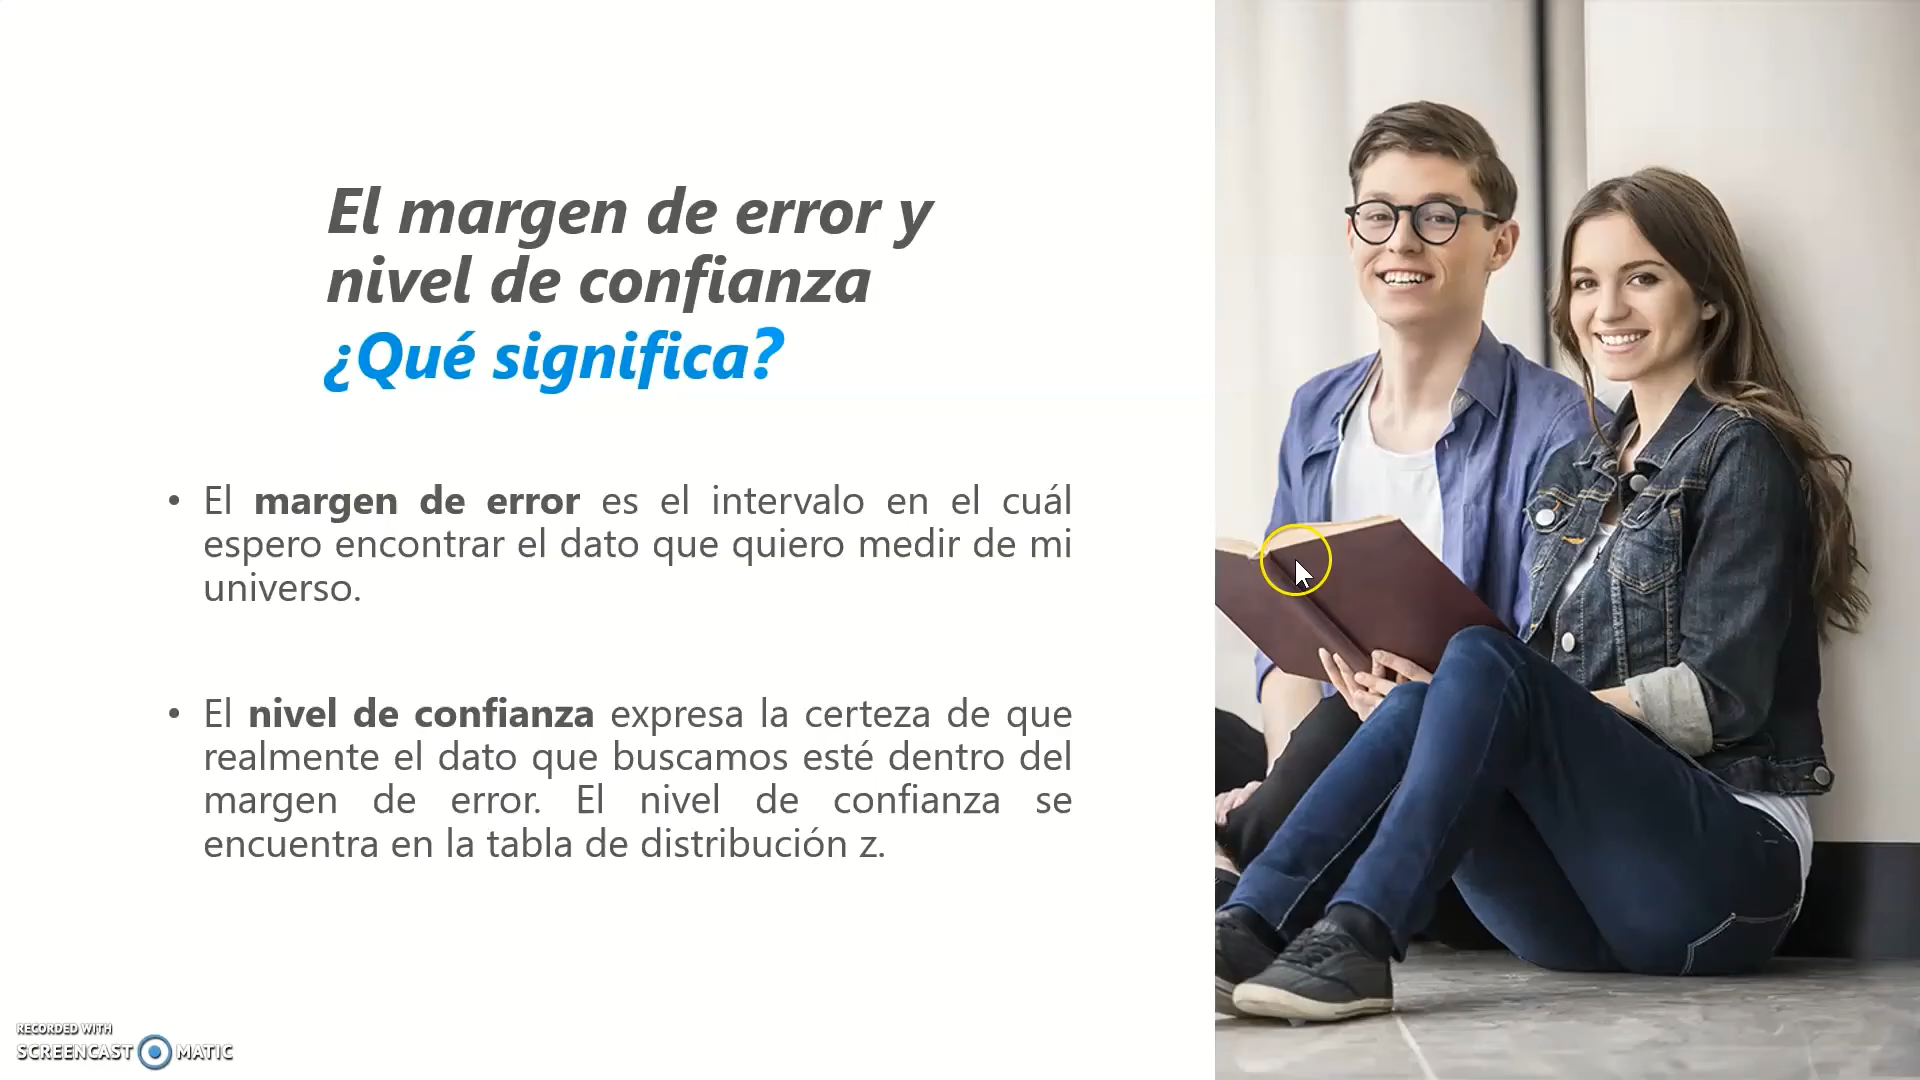 El margen de error y
nivel de confianza
¿Qué significa?
• El margen de error es el intervalo en el cuál
espero encontrar el dato que quiero medir de mi
universo.
• El nivel de confianza expresa la certeza de que
realmente el dato que buscamos esté dentro del
margen de error. El nivel de confianza se
encuentra en la tabla de distribución z.
RECORDED WITH
SCREENCAST MATIC